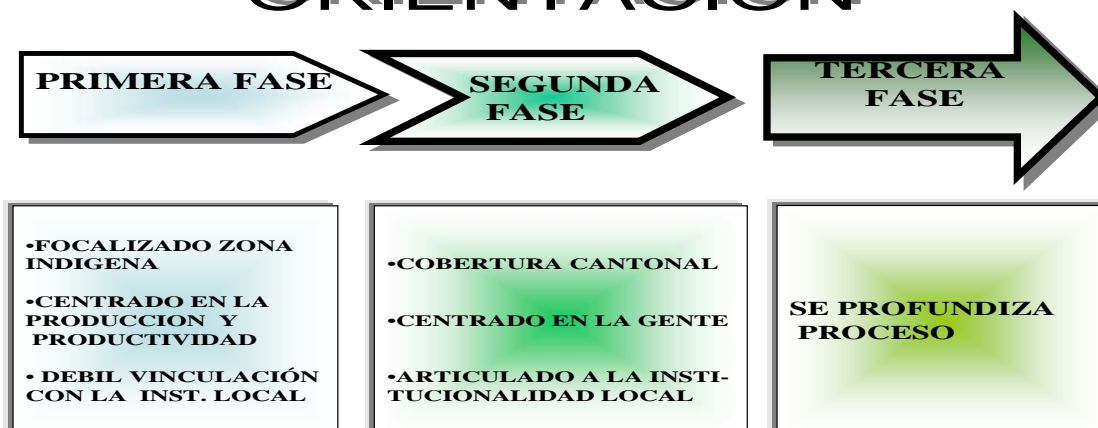 ORIENTACION
PRIMERA FASE
SEGUNDA
FASE
TERCERA
FASE
•FOCALIZADO ZONA
INDIGENA
•CENTRADO EN LA
PRODUCCION Y
PRODUCTIVIDAD
• DEBIL VINCULACIÓN
CON LA INST. LOCAL
•COBERTURA CANTONAL
•CENTRADO EN LA GENTE
•ARTICULADO A LA INSTI-
TUCIONALIDAD LOCAL
SE PROFUNDIZA
PROCESO